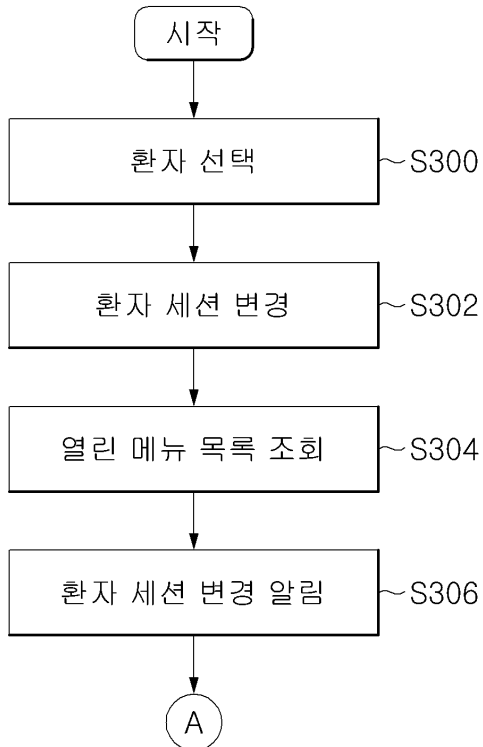 시작
환자 선택
S300
환자 세션 변경
S302
열린 메뉴 목록 조회
S304
환자 세션 변경 알림
S306
A